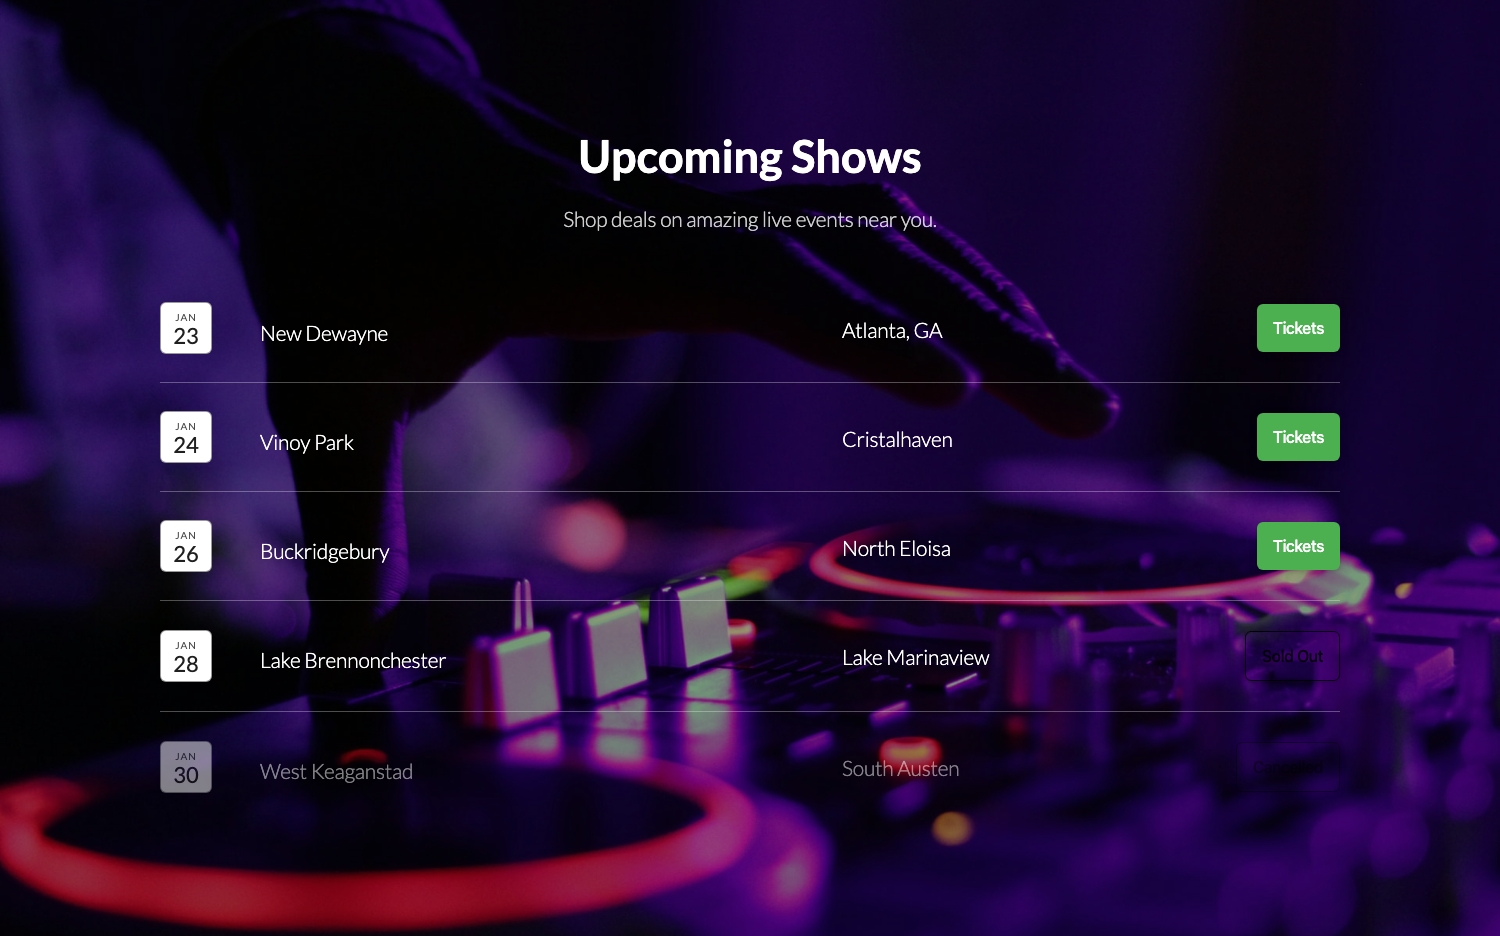 Upcoming Shows
Shop deals on amazing live events near you.
JAN
23
New Dewayne
Atlanta, GA
Tickets
JAN
24
Vinoy Park
Cristalhaven
Tickets
JAN
26
Buckridgebury
North Eloisa
Tickets
JAN
28
Lake Brennonchester
Lake Marinaview
Sold Out
JAN
30
West Keaganstad
South Austen